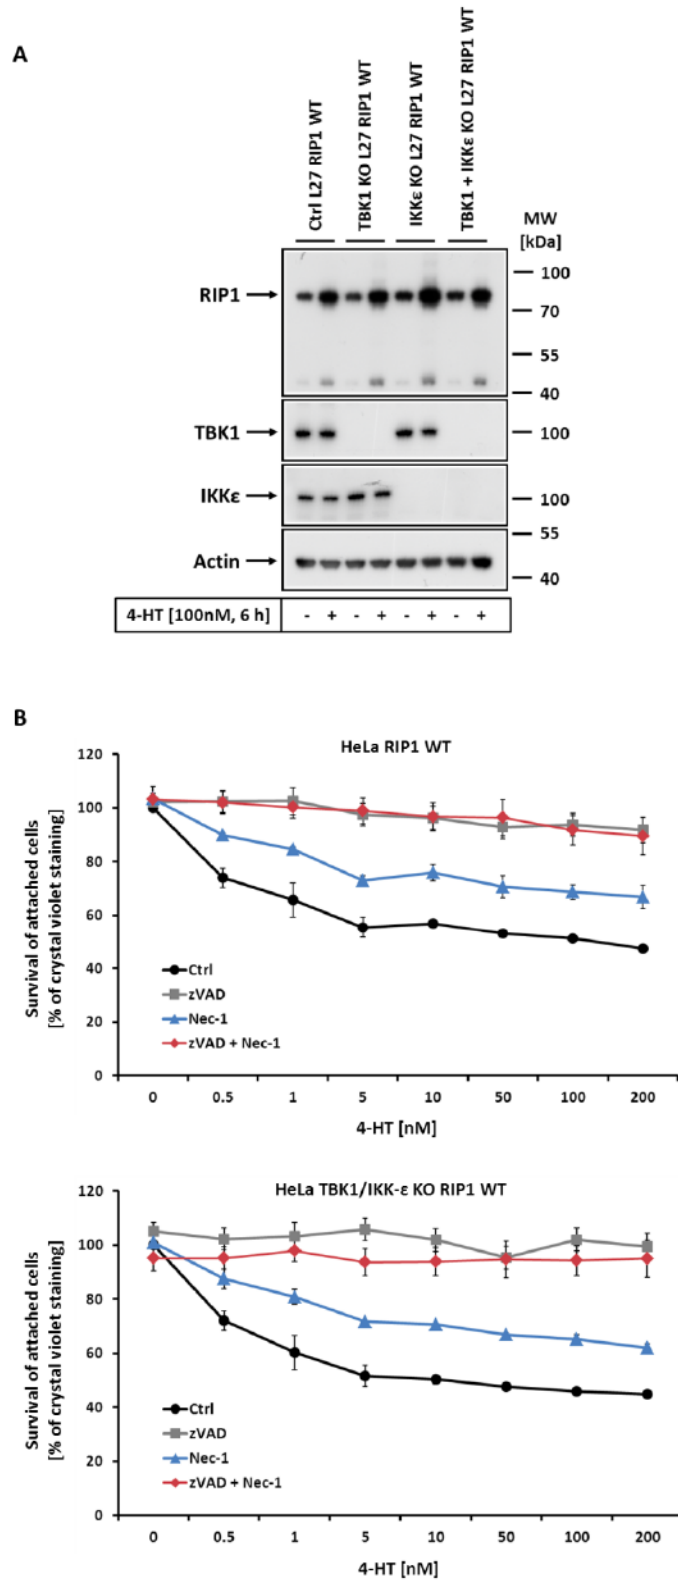 A
Ctrl L27 RIP1 WT
TBK1 KO L27 RIP1 WT
IKKε KO L27 RIP1 WT
TBK1 + IKKε KO L27 RIP1 WT
MW
[kDa]
RIP1
100
70
55
40
TBK1
100
IKKε
100
55
Actin
40
4-HT [100nM, 6 h] - + - + - + - +
B
HeLa RIP1 WT
Survival of attached cells
[% of crystal violet staining]
120
100
80
60
40
20
0
Ctrl
zVAD
Nec-1
zVAD + Nec-1
0 0.5 1 5 10 50 100 200
4-HT [nM]
HeLa TBK1/IKK-ε KO RIP1 WT
Survival of attached cells
[% of crystal violet staining]
120
100
80
60
40
20
0
Ctrl
zVAD
Nec-1
zVAD + Nec-1
0 0.5 1 5 10 50 100 200
4-HT [nM]